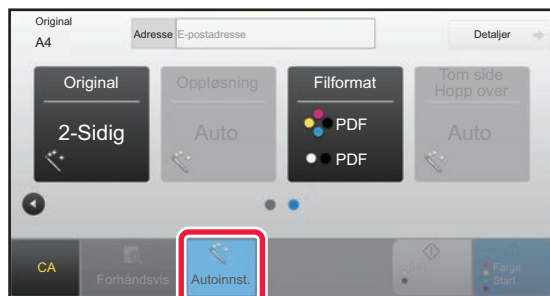 Original
A4
Adresse E-postadresse
Detaljer
Original
2-Sidig
Oppløsning
Auto
Filformat
PDF
PDF
Tom side
Hopp over
Auto
CA
Forhåndsvis
Autoinnst.
S/H
Start
Farge
Start